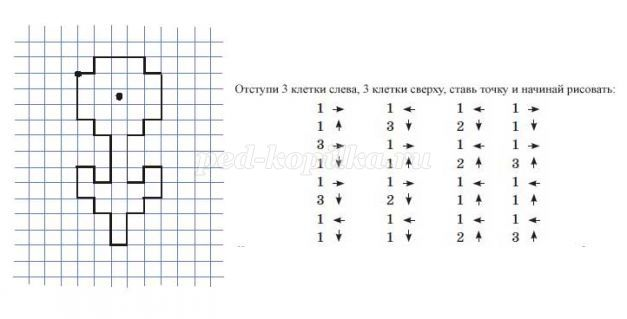 Отступи 3 клетки слева, 3 клетки сверху, ставь точку и начинай рисовать:
1 → 1 ← 1 ← 1 →
1 ↑ 3 ↓ 2 ↓ 1 ↓
3 → 1 → 1 ← 1 →
1 ↓ 1 ↑ 2 ↑ 3 ↑
1 → 1 → 1 ← 1 ←
3 ↓ 2 ↓ 1 ↑ 1 ↑
1 ← 1 ← 1 ← 1 ←
1 ↓ 1 ↓ 2 ↑ 3 ↑
ped-kopilka.ru